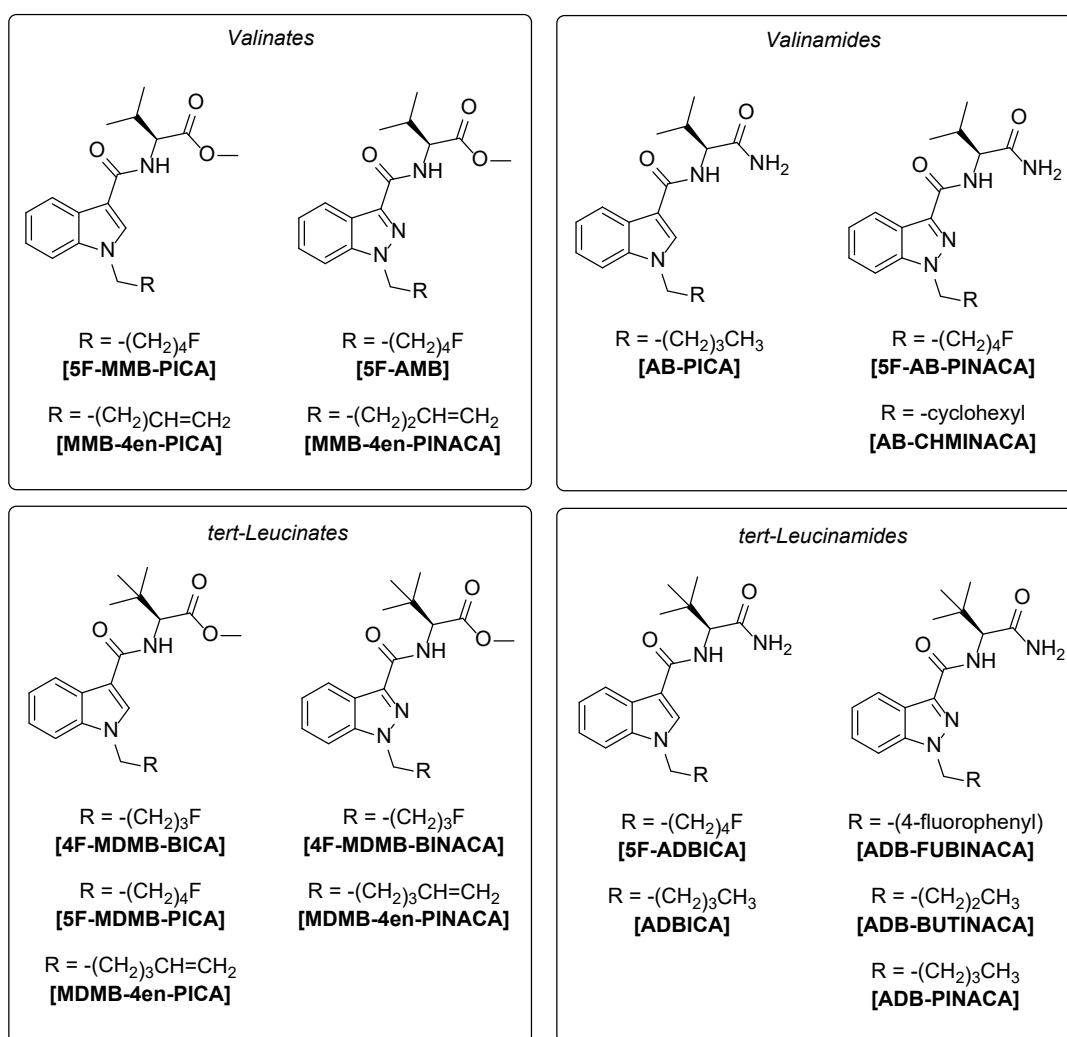 Valinates
O
O
O
NH
N
R
O
O
O
NH
N
N
R
R = -(CH2)4F
[5F-MMB-PICA]
R = -(CH2)4F
[5F-AMB]
R = -(CH2)CH=CH2
[MMB-4en-PICA]
R = -(CH2)2CH=CH2
[MMB-4en-PINACA]
Valinamides
O
NH2
O
NH
N
R
O
NH2
O
NH
N
N
R
R = -(CH2)3CH3
[AB-PICA]
R = -(CH2)4F
[5F-AB-PINACA]
R = -cyclohexyl
[AB-CHMINACA]
tert-Leucinates
O
O
O
NH
N
R
O
O
O
NH
N
N
R
R = -(CH2)3F
[4F-MDMB-BICA]
R = -(CH2)3F
[4F-MDMB-BINACA]
R = -(CH2)4F
[5F-MDMB-PICA]
R = -(CH2)3CH=CH2
[MDMB-4en-PINACA]
R = -(CH2)3CH=CH2
[MDMB-4en-PICA]
tert-Leucinamides
O
NH2
O
NH
N
R
O
NH2
O
NH
N
N
R
R = -(CH2)4F
[5F-ADBICA]
R = -(4-fluorophenyl)
[ADB-FUBINACA]
R = -(CH2)3CH3
[ADBICA]
R = -(CH2)2CH3
[ADB-BUTINACA]
R = -(CH2)3CH3
[ADB-PINACA]